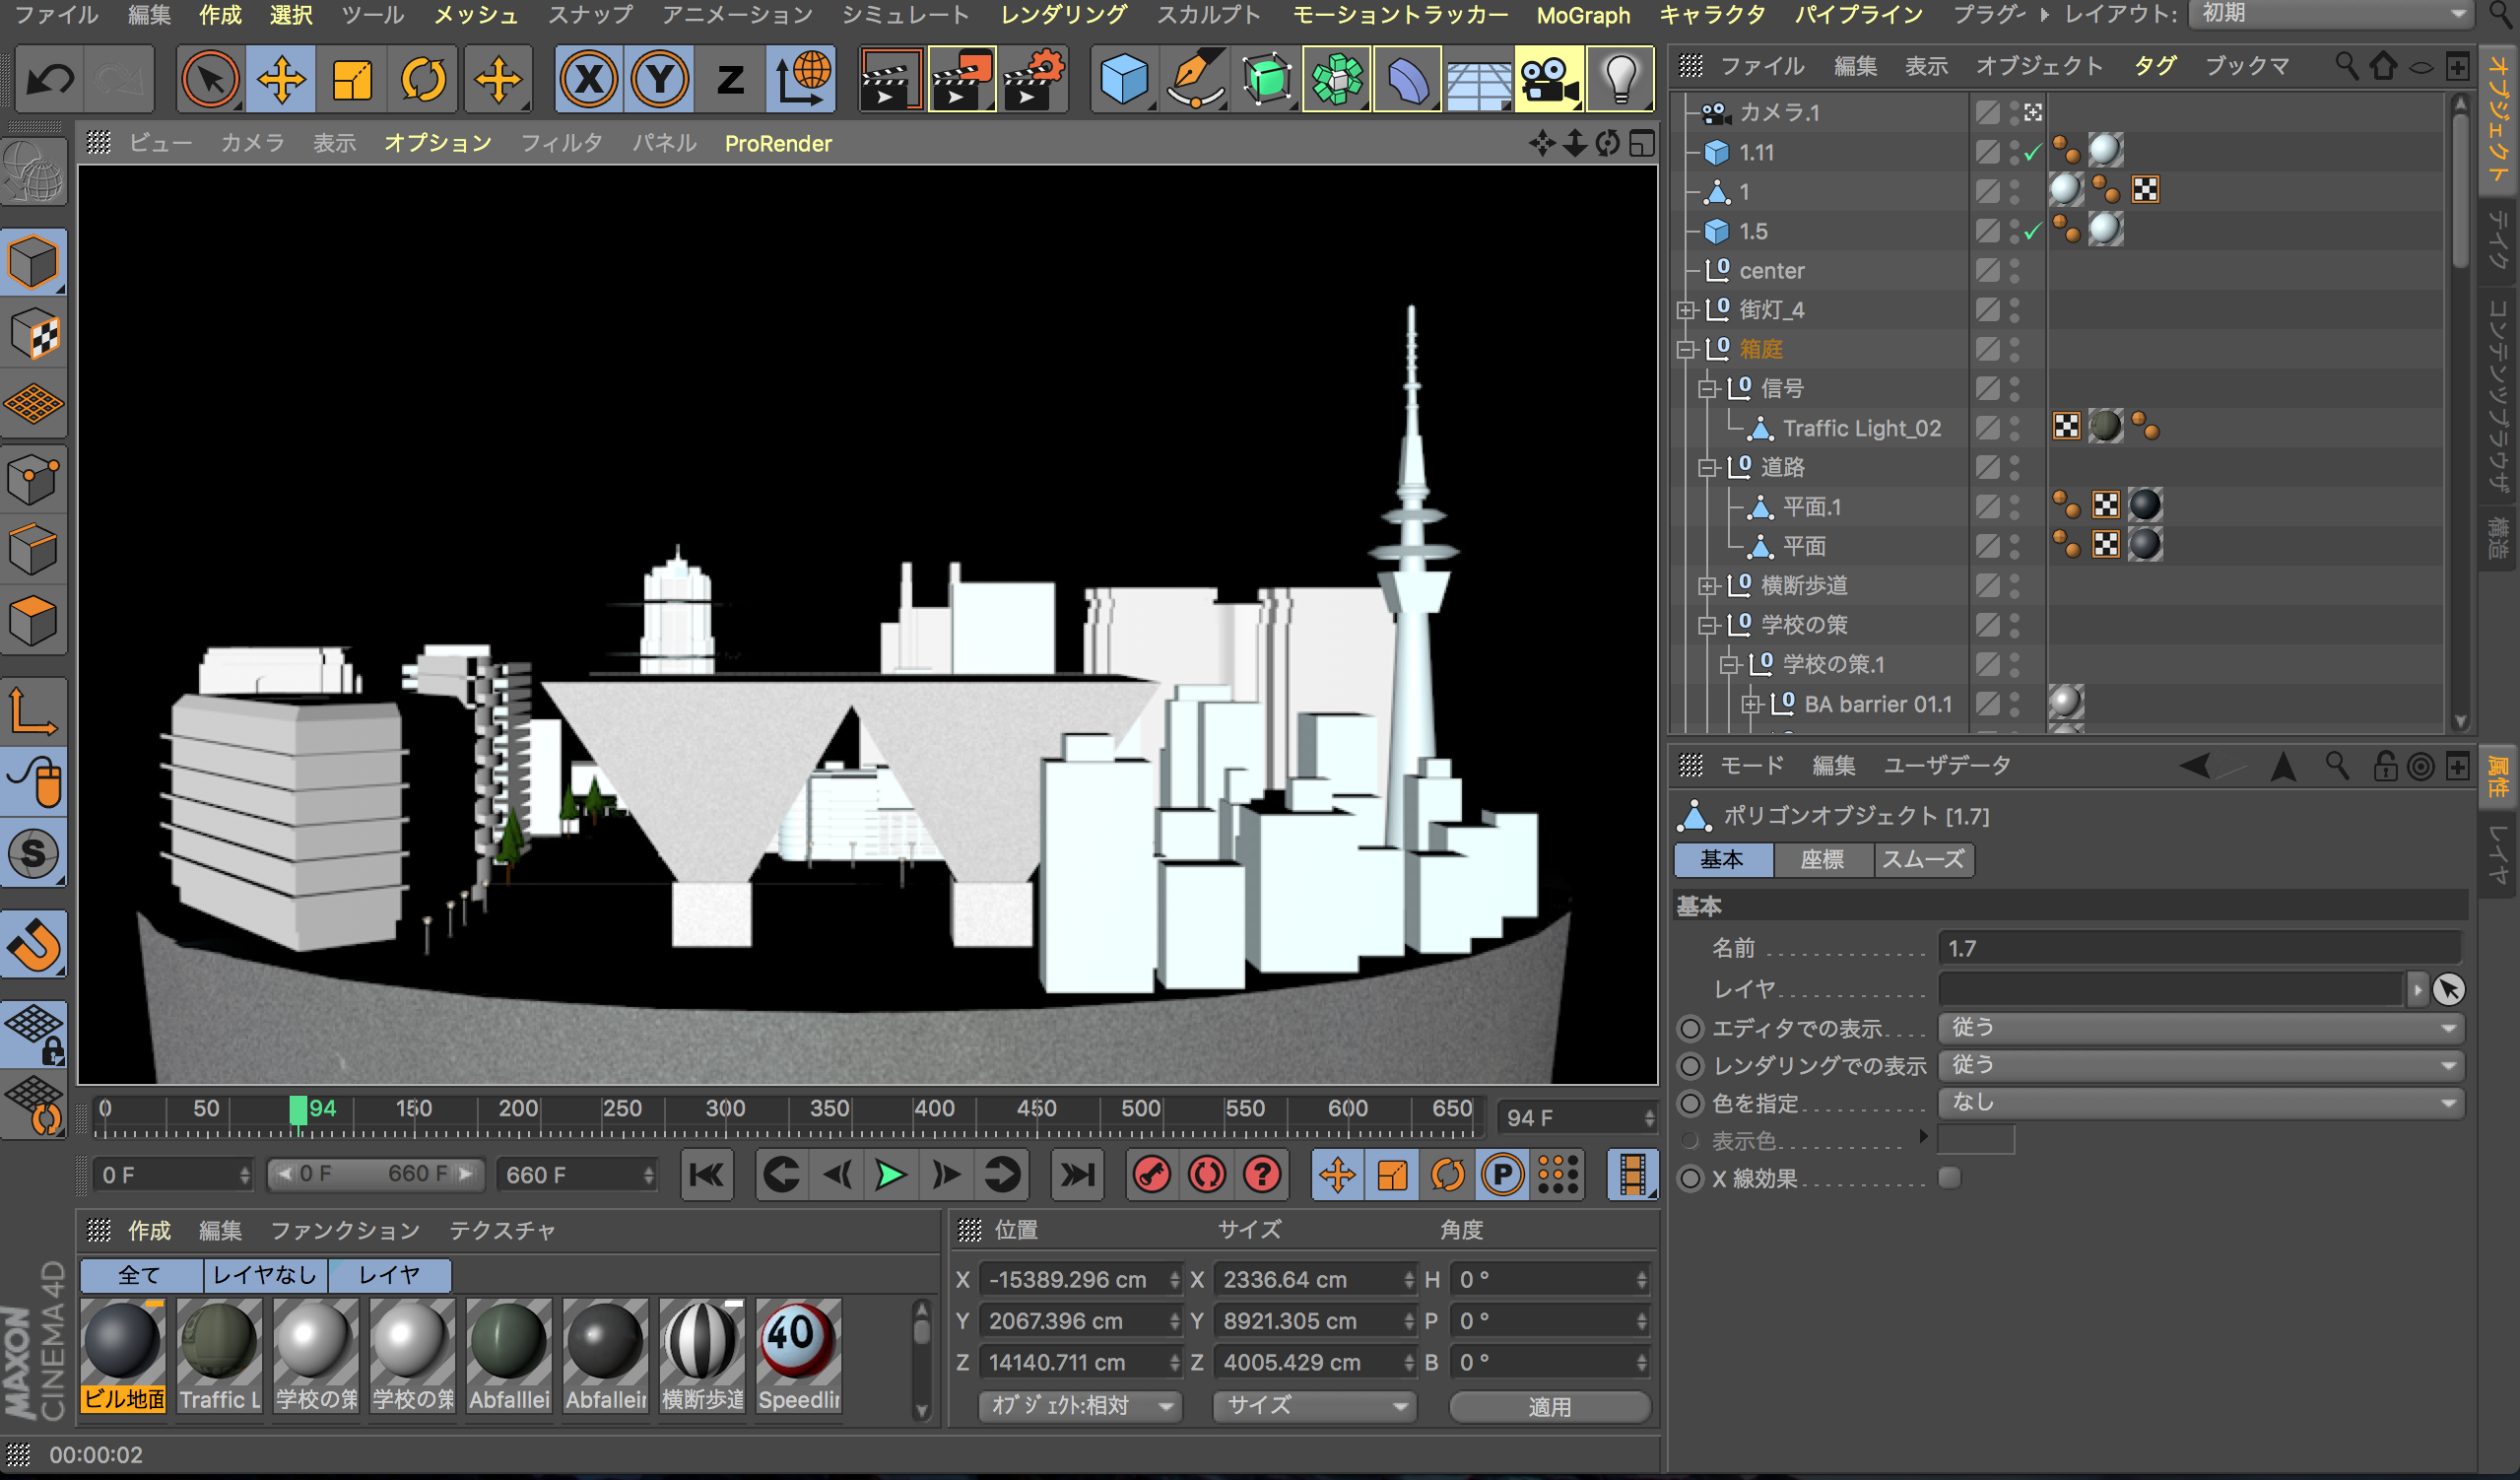 ファイル 編集 作成 選択 ツール メッシュ スナップ アニメーション シミュレート レンダリング スカルプト モーショントラッカー MoGraph キャラクタ パイプライン プラグ レイアウト: 初期
X Y Z
ビュー カメラ 表示 オプション フィルタ パネル ProRender
ファイル 編集 表示 オブジェクト タグ ブックマ
オブジェクト
テイク
コンテンツブラウザ
構造
カメラ.1
1.11
1
1.5
center
街灯_4
箱庭
信号
Traffic Light_02
道路
平面.1
平面
横断歩道
学校の策
学校の策.1
BA barrier 01.1
モード 編集 ユーザデータ
属性
レイヤ
ポリゴンオブジェクト [1.7]
基本 座標 スムーズ
基本
名前 1.7
レイヤ
エディタでの表示 従う
レンダリングでの表示 従う
色を指定 なし
表示色
X 線効果
0 50 94 150 200 250 300 350 400 450 500 550 600 650 94 F
0 F 0 F 660 F 660 F
P
作成 編集 ファンクション テクスチャ
全て レイヤなし レイヤ
40
ビル地面 Traffic L 学校の策 学校の策 Abfalllei Abfalleir 横断歩道 Speedlir
位置 サイズ 角度
X -15389.296 cm X 2336.64 cm H 0 °
Y 2067.396 cm Y 8921.305 cm P 0 °
Z 14140.711 cm Z 4005.429 cm B 0 °
オブジェクト:相対 サイズ 適用
MAXON
CINEMA 4D
00:00:02